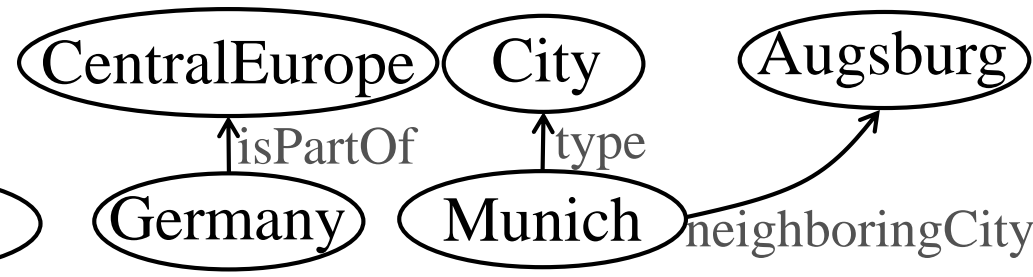 CentralEurope
City
Augsburg
isPartOf
type
Germany
Munich
neighboringCity